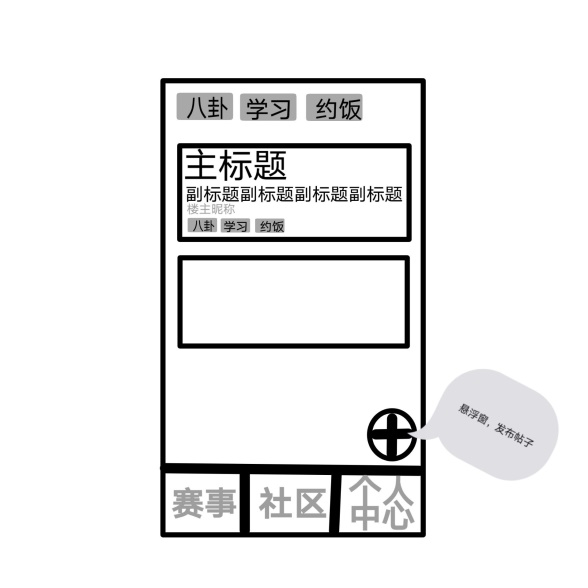 八卦 学习 约饭
主标题
副标题副标题副标题副标题
楼主昵称
八卦 学习 约饭
悬浮窗，发布帖子
赛事 社区 个人
中心